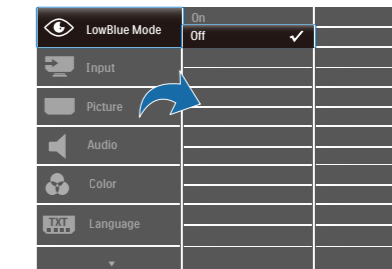 LowBlue Mode
On
Off
Input
Picture
Audio
Color
TXT
Language